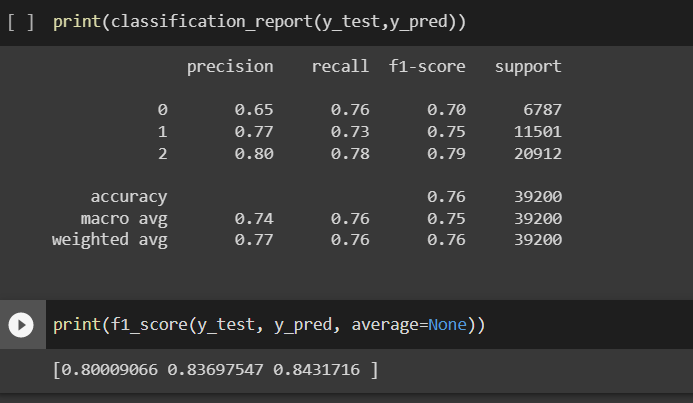 [ ] print(classification_report(y_test,y_pred))
precision recall f1-score support
0 0.65 0.76 0.70 6787
1 0.77 0.73 0.75 11501
2 0.80 0.78 0.79 20912
accuracy 0.76 39200
macro avg 0.74 0.76 0.75 39200
weighted avg 0.77 0.76 0.76 39200
print(f1_score(y_test, y_pred, average=None))
[0.80009066 0.83697547 0.8431716 ]